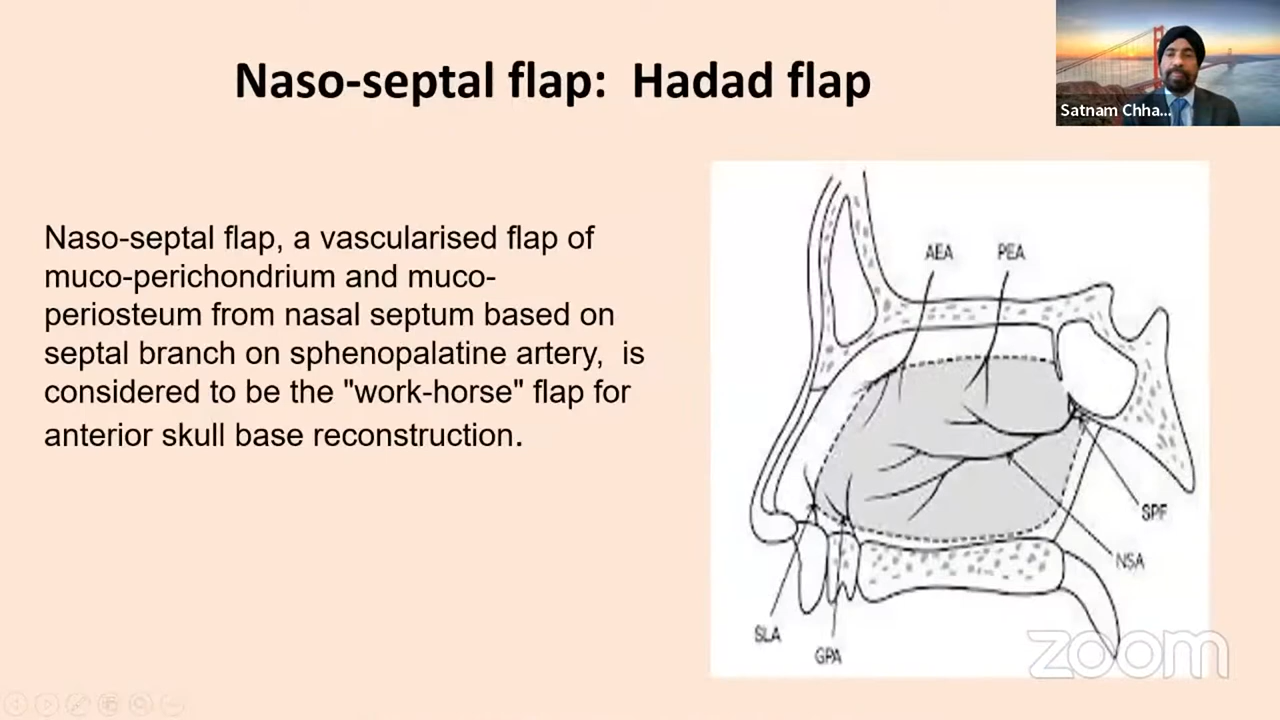 Naso-septal flap: Hadad flap
Satnam Chha...
Naso-septal flap, a vascularised flap of
muco-perichondrium and muco-
periosteum from nasal septum based on
septal branch on sphenopalatine artery, is
considered to be the "work-horse" flap for
anterior skull base reconstruction.
AEA
PEA
SPF
NSA
SLA
GPA
zoom